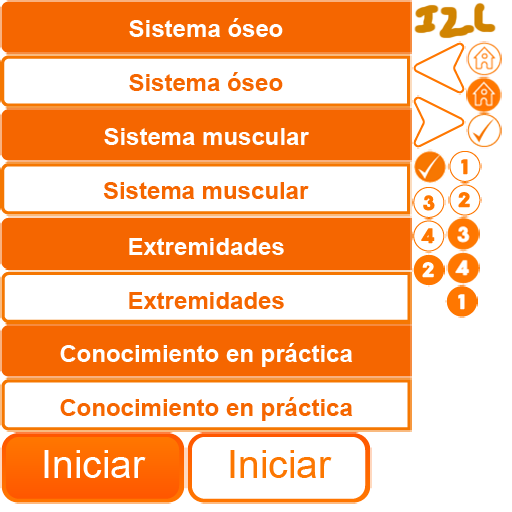 Sistema óseo
Sistema óseo
Sistema muscular
Sistema muscular
Extremidades
Extremidades
Conocimiento en práctica
Conocimiento en práctica
Iniciar
Iniciar
IZL
1
3
2
4
3
2
4
1